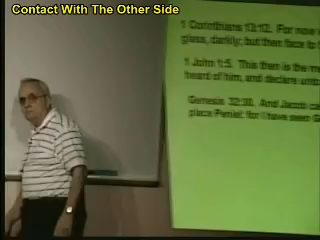 Contact With The Other Side
1 Corinthians 13:12. For now
glass, darkly; but then face to
1 John 1:5. This then is the
heard of him, and declare unto
Genesis 32:30. And Jacob
place Peniel: for I have seen G